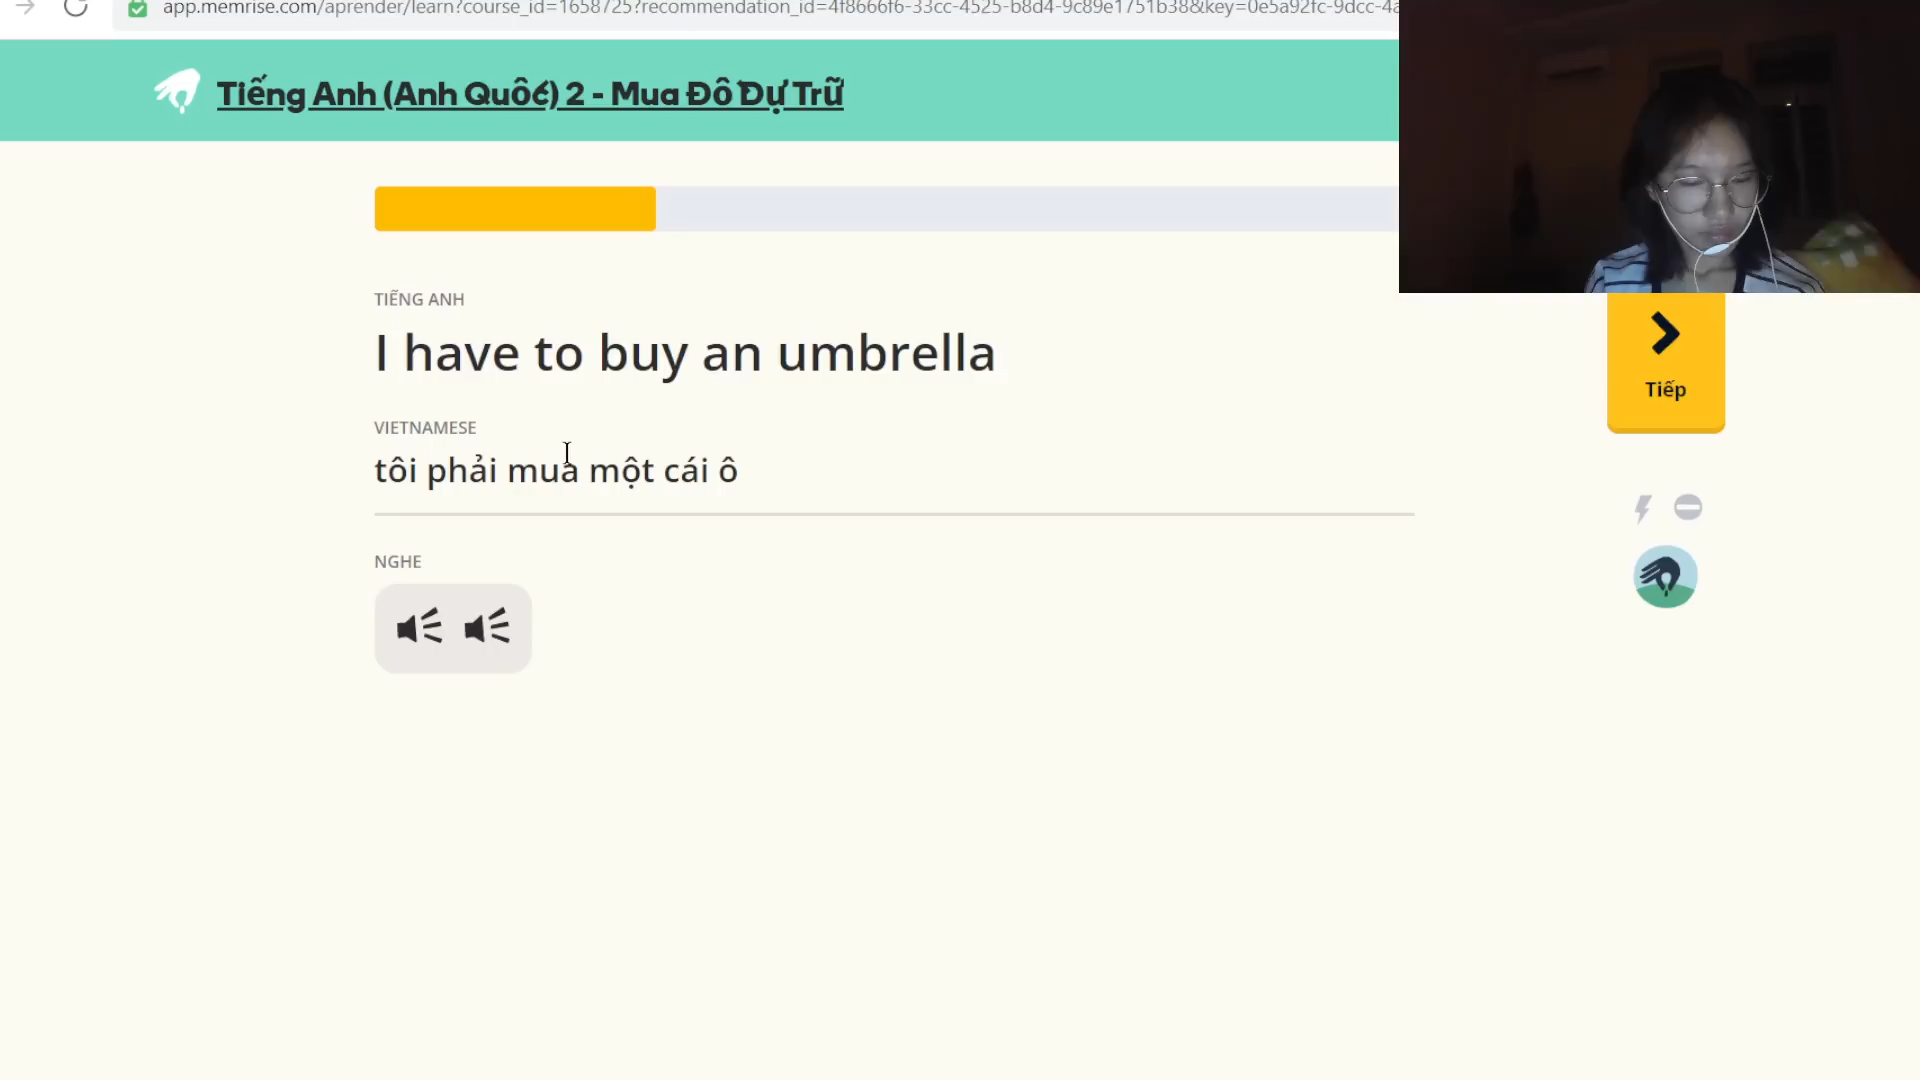 app.memrise.com/aprender/learn?course_id=1658725?recommendation_id=4f8666f6-33cc-4525-b8d4-9c89e1751b38&key=0e5a92fc-9dcc-4a
Tiếng Anh (Anh Quốc) 2 - Mua Đồ Dự Trữ
TIẾNG ANH
I have to buy an umbrella
Tiếp
VIETNAMESE
tôi phải mua một cái ô
NGHE